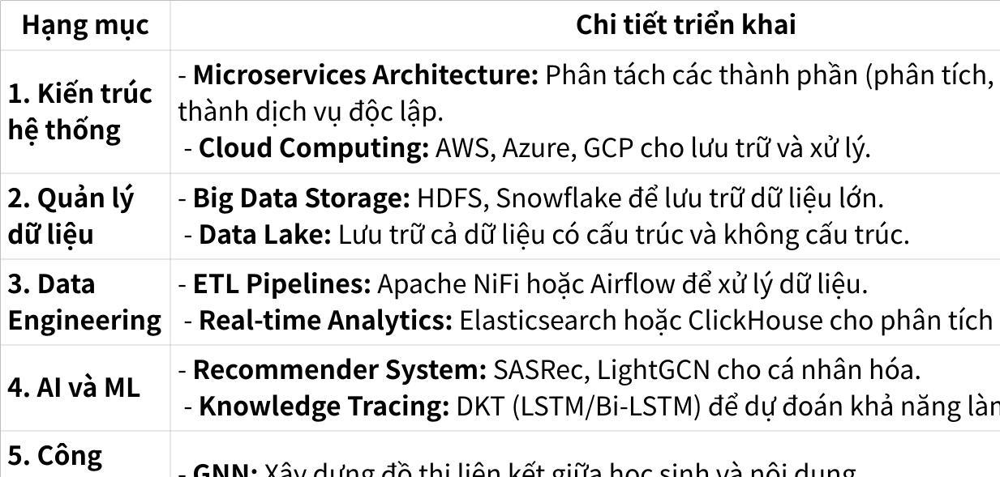 Hạng mục
Chi tiết triển khai
1. Kiến trúc
hệ thống
- Microservices Architecture: Phân tách các thành phần (phân tích,
thành dịch vụ độc lập.
- Cloud Computing: AWS, Azure, GCP cho lưu trữ và xử lý.
2. Quản lý
dữ liệu
- Big Data Storage: HDFS, Snowflake để lưu trữ dữ liệu lớn.
- Data Lake: Lưu trữ cả dữ liệu có cấu trúc và không cấu trúc.
3. Data
Engineering
- ETL Pipelines: Apache NiFi hoặc Airflow để xử lý dữ liệu.
- Real-time Analytics: Elasticsearch hoặc ClickHouse cho phân tích
4. AI và ML
- Recommender System: SASRec, LightGCN cho cá nhân hóa.
- Knowledge Tracing: DKT (LSTM/Bi-LSTM) để dự đoán khả năng
5. Công
- GNN: Xây dựng đồ thị liên kết giữa học sinh và nội dung